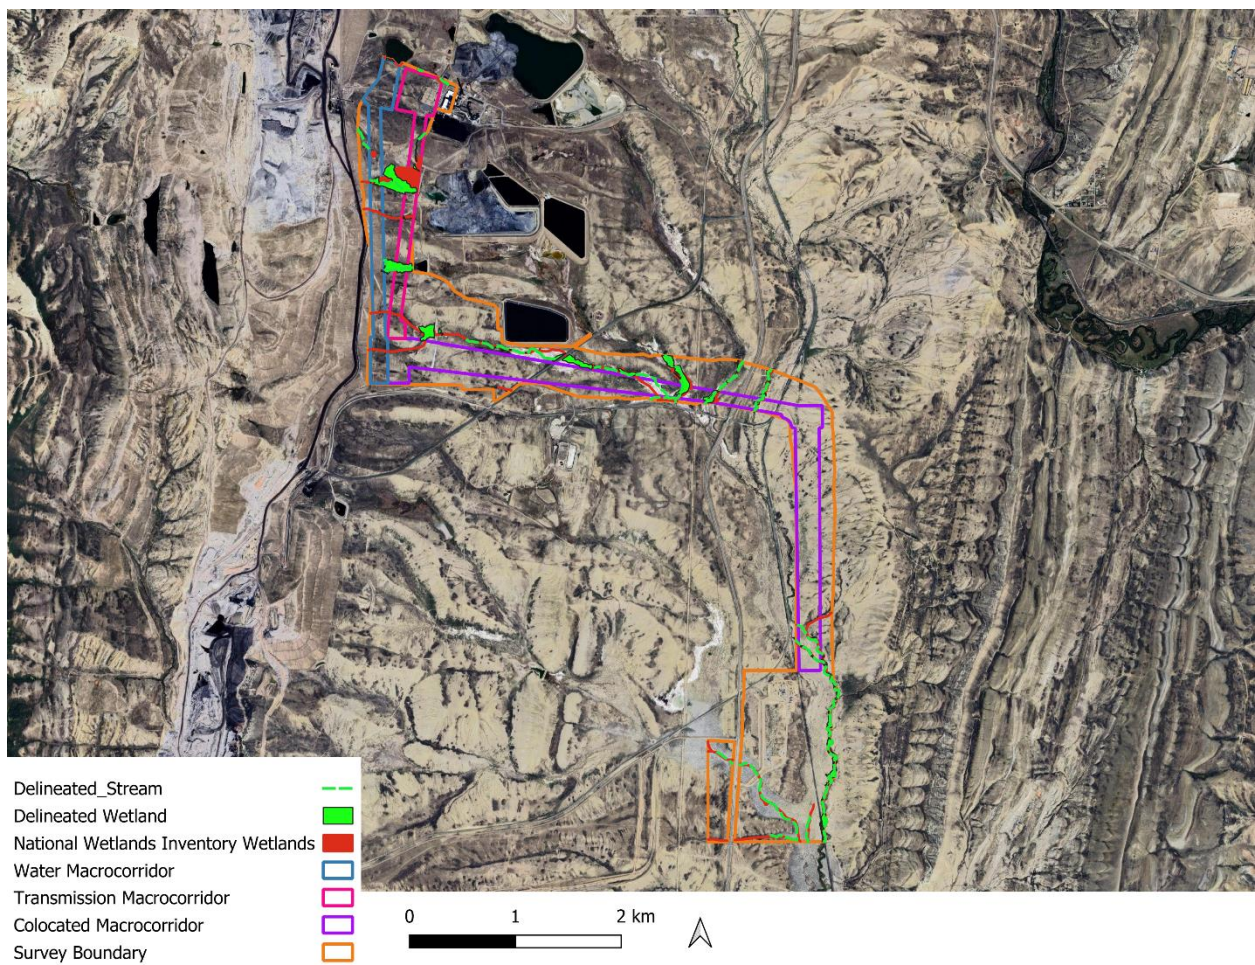 Delineated_Stream
Delineated Wetland
National Wetlands Inventory Wetlands
Water Macrocorridor
Transmission Macrocorridor
Colocated Macrocorridor
Survey Boundary
0 1 2 km